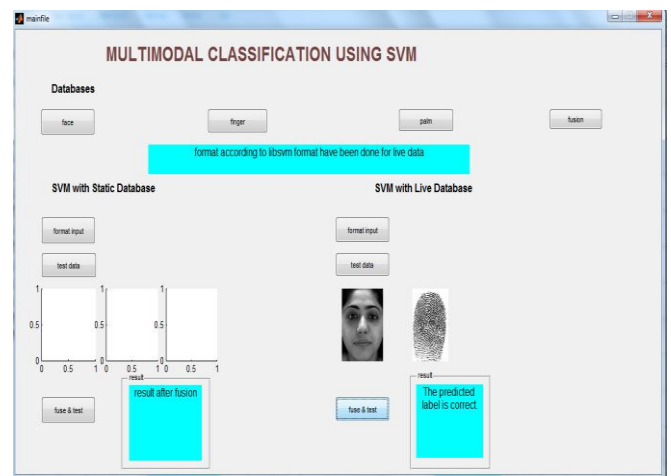 mainfile
MULTIMODAL CLASSIFICATION USING SVM
Databases
face
finger
palm
fusion
format according to libsvm format have been done for live data
SVM with Static Database
SVM with Live Database
format input
format input
test data
test data
1
0.5
0
0 0.5 1
1
0.5
0
0 0.5 1
1
0.5
0
0 0.5 1
fuse & test
result
result after fusion
fuse & test
result
The predicted
label is correct